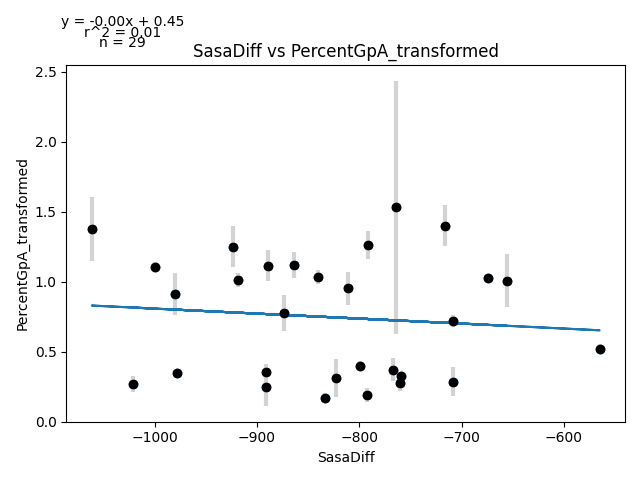 y = -0.00x + 0.45
r^2 = 0.01
n = 29
SasaDiff vs PercentGpA_transformed
2.5
2.0
1.5
1.0
0.5
0.0
PercentGpA_transformed
−1000
−900
−800
−700
−600
SasaDiff